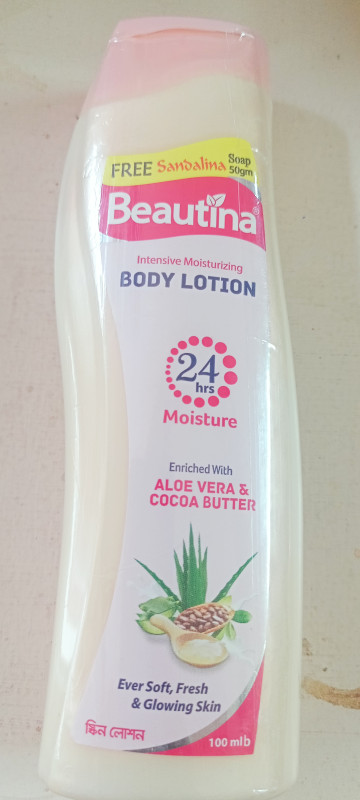 FREE Sandalina Soap 50gm
Beautina
Intensive Moisturizing
BODY LOTION
24
hrs
Moisture
Enriched With
ALOE VERA &
COCOA BUTTER
Ever Soft, Fresh
& Glowing Skin
স্কিন লোশন
100 mlb